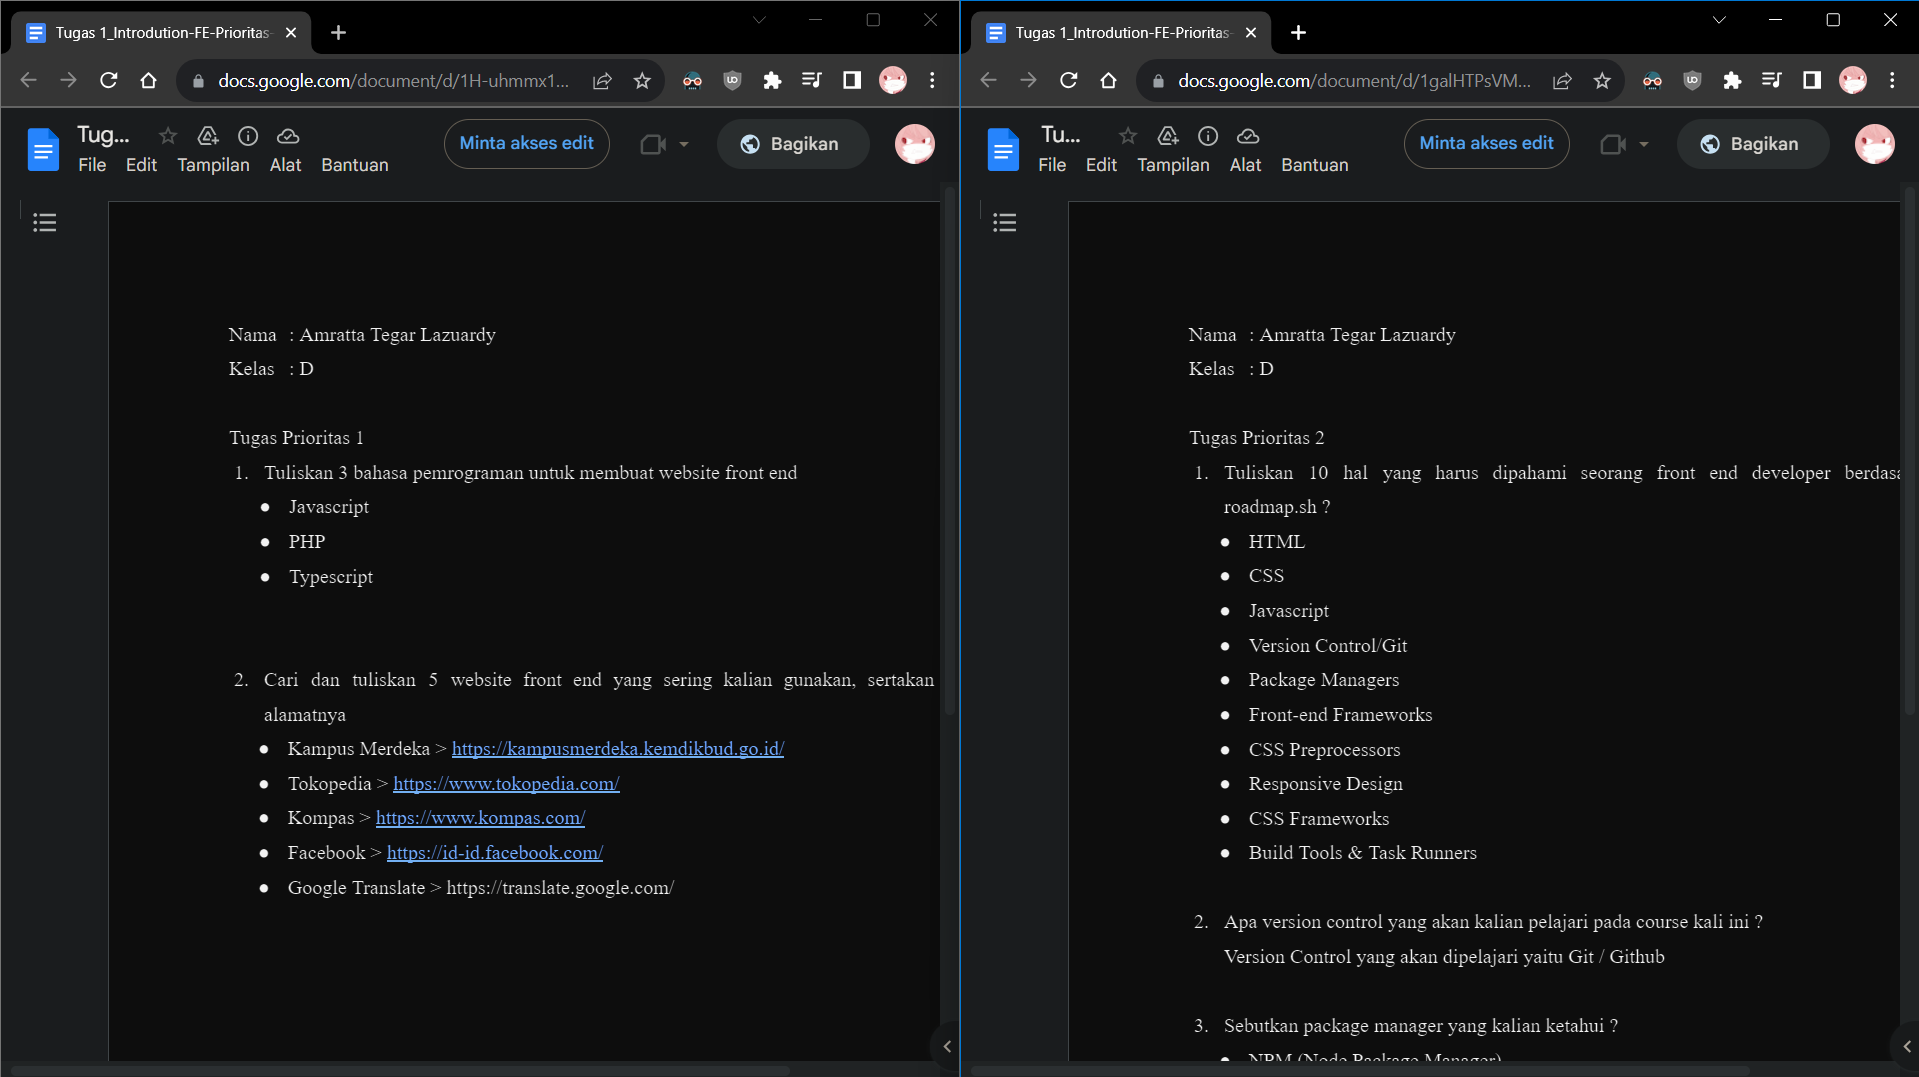 Tugas 1_Introdution-FE-Prioritas-
docs.google.com/document/d/1H-uhmmx1...
Tug...
File Edit Tampilan Alat Bantuan
Minta akses edit
Bagikan
Nama : Amratta Tegar Lazuardy
Kelas : D
Tugas Prioritas 1
1. Tuliskan 3 bahasa pemrograman untuk membuat website front end
● Javascript
● PHP
● Typescript
2. Cari dan tuliskan 5 website front end yang sering kalian gunakan, sertakan
alamatnya
● Kampus Merdeka > https://kampusmerdeka.kemdikbud.go.id/
● Tokopedia > https://www.tokopedia.com/
● Kompas > https://www.kompas.com/
● Facebook > https://id-id.facebook.com/
● Google Translate > https://translate.google.com/
Tugas 1_Introdution-FE-Prioritas-
docs.google.com/document/d/1galHTPsVM...
Tu...
File Edit Tampilan Alat Bantuan
Minta akses edit
Bagikan
Nama : Amratta Tegar Lazuardy
Kelas : D
Tugas Prioritas 2
1. Tuliskan 10 hal yang harus dipahami seorang front end developer berdasa
roadmap.sh ?
● HTML
● CSS
● Javascript
● Version Control/Git
● Package Managers
● Front-end Frameworks
● CSS Preprocessors
● Responsive Design
● CSS Frameworks
● Build Tools & Task Runners
2. Apa version control yang akan kalian pelajari pada course kali ini ?
Version Control yang akan dipelajari yaitu Git / Github
3. Sebutkan package manager yang kalian ketahui ?
● NPM (Node Package Manager)